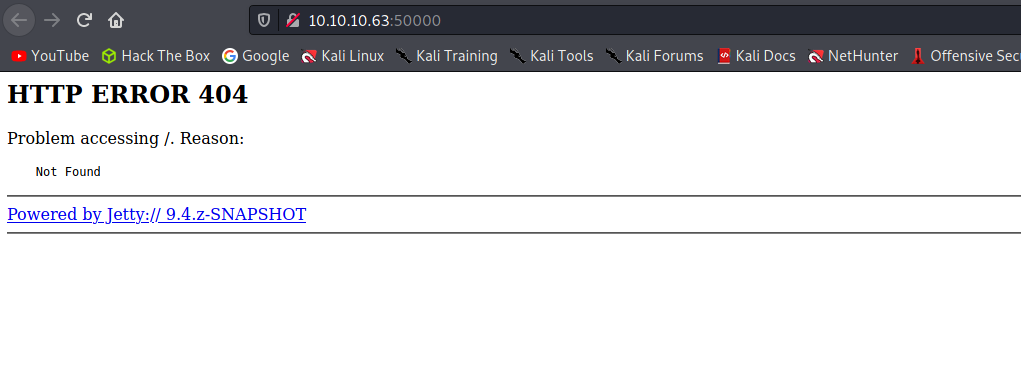 10.10.10.63:50000
YouTube Hack The Box Google Kali Linux Kali Training Kali Tools Kali Forums Kali Docs NetHunter Offensive Sec
HTTP ERROR 404
Problem accessing /. Reason:
Not Found
Powered by Jetty:// 9.4.z-SNAPSHOT